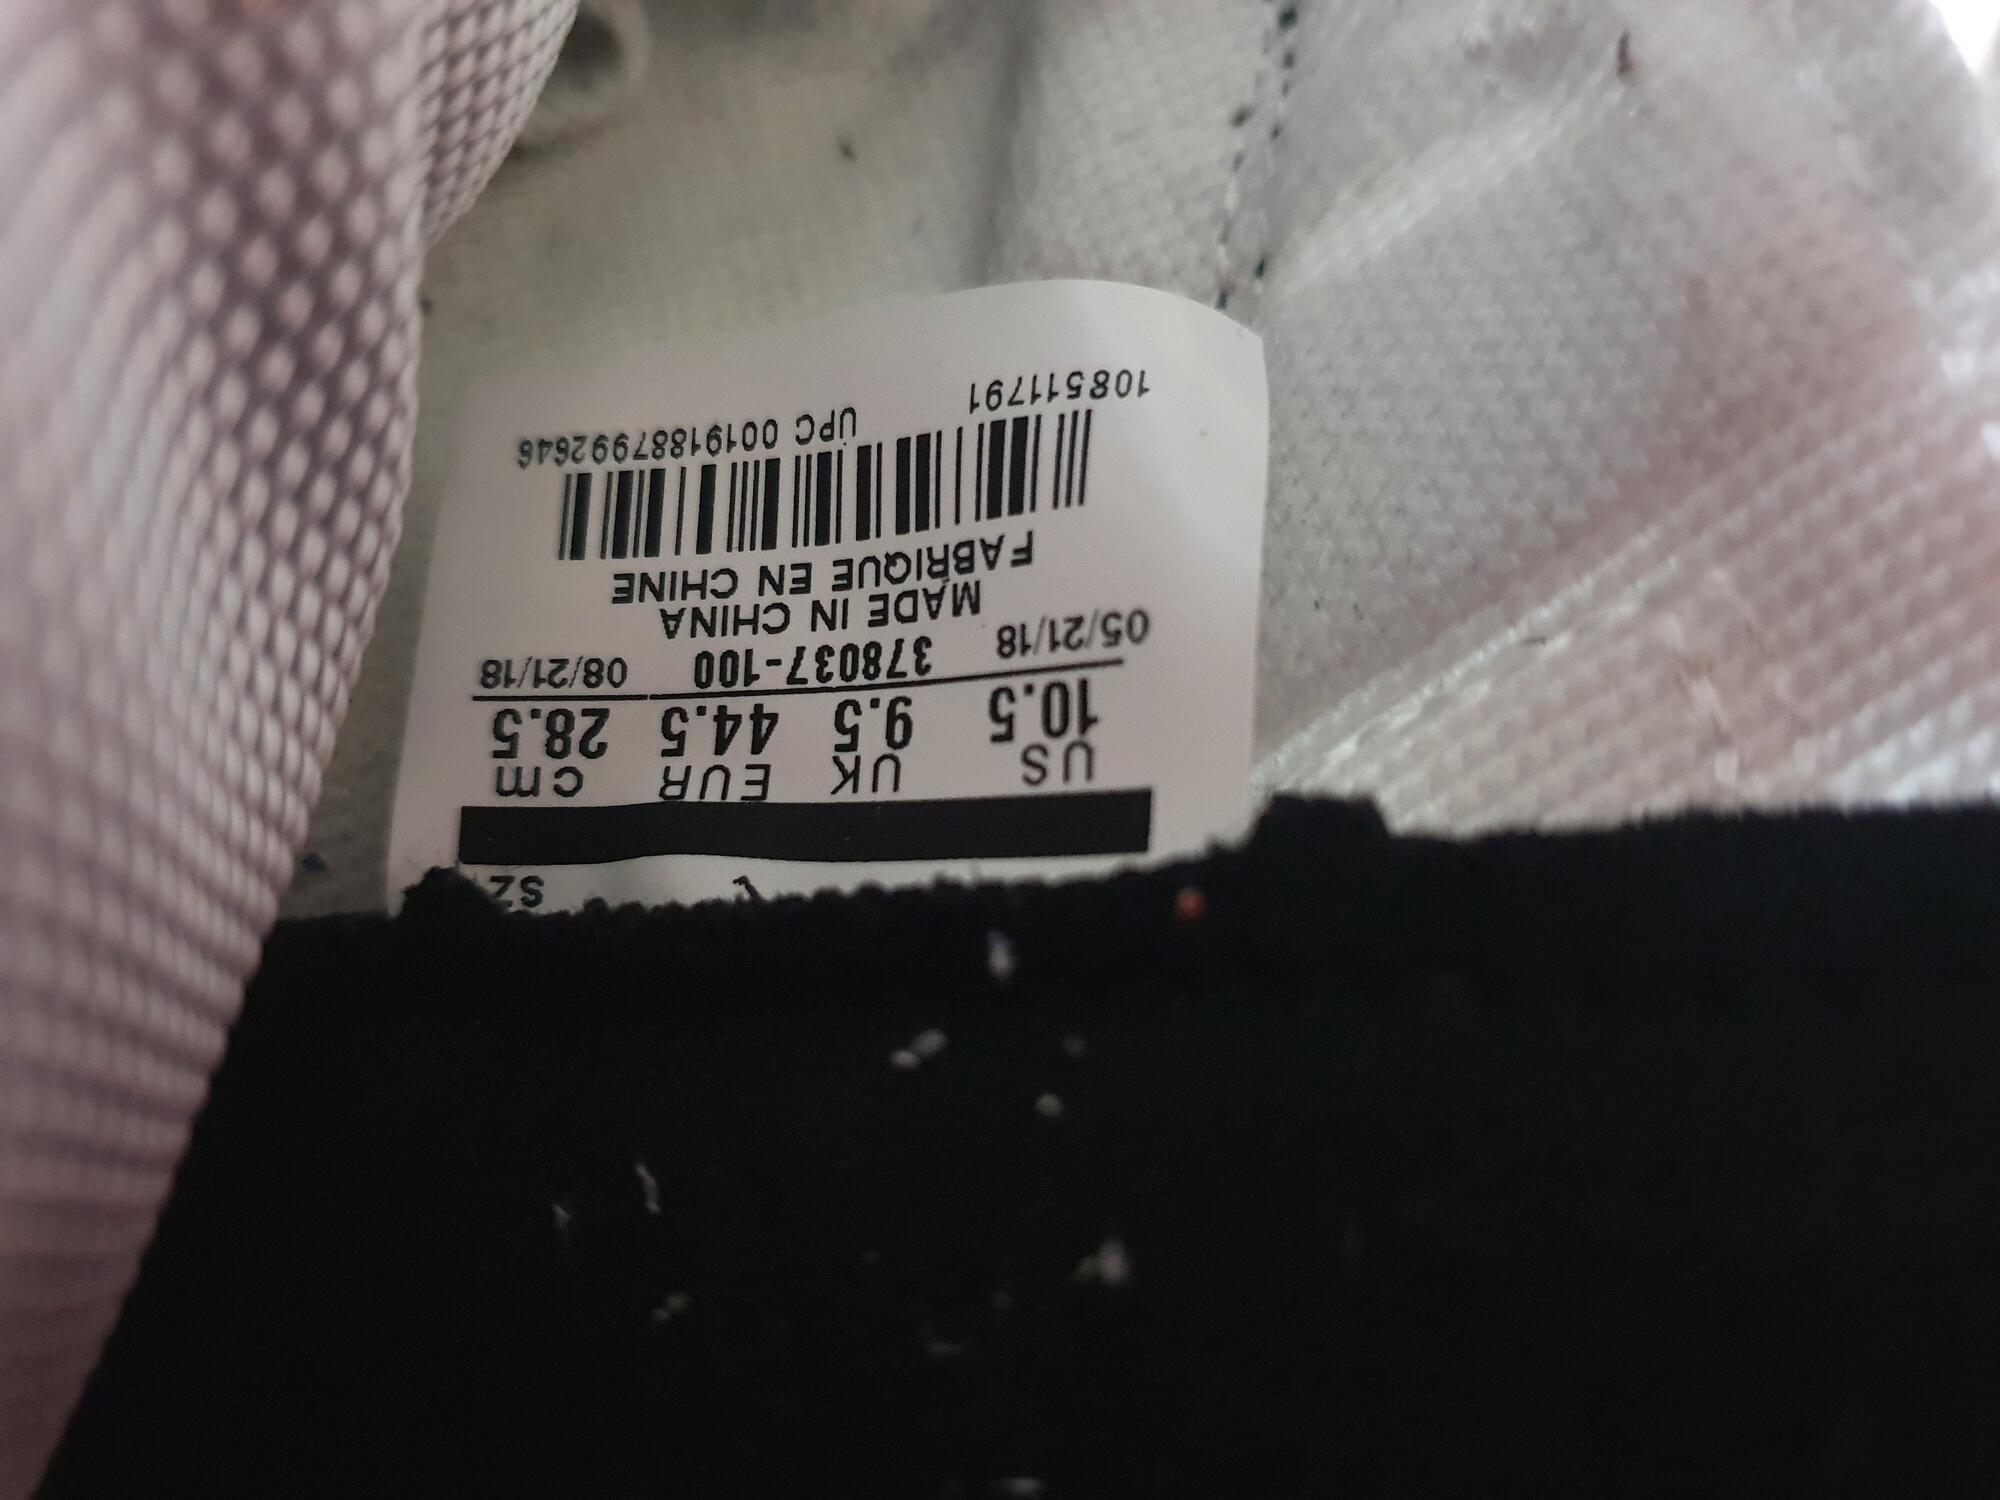 SZ
US UK EUR cm
10.5 9.5 44.5 28.5
05/21/18 378037-100 08/21/18
MADE IN CHINA
FABRIQUE EN CHINE
UPC 00191887992646
108511791